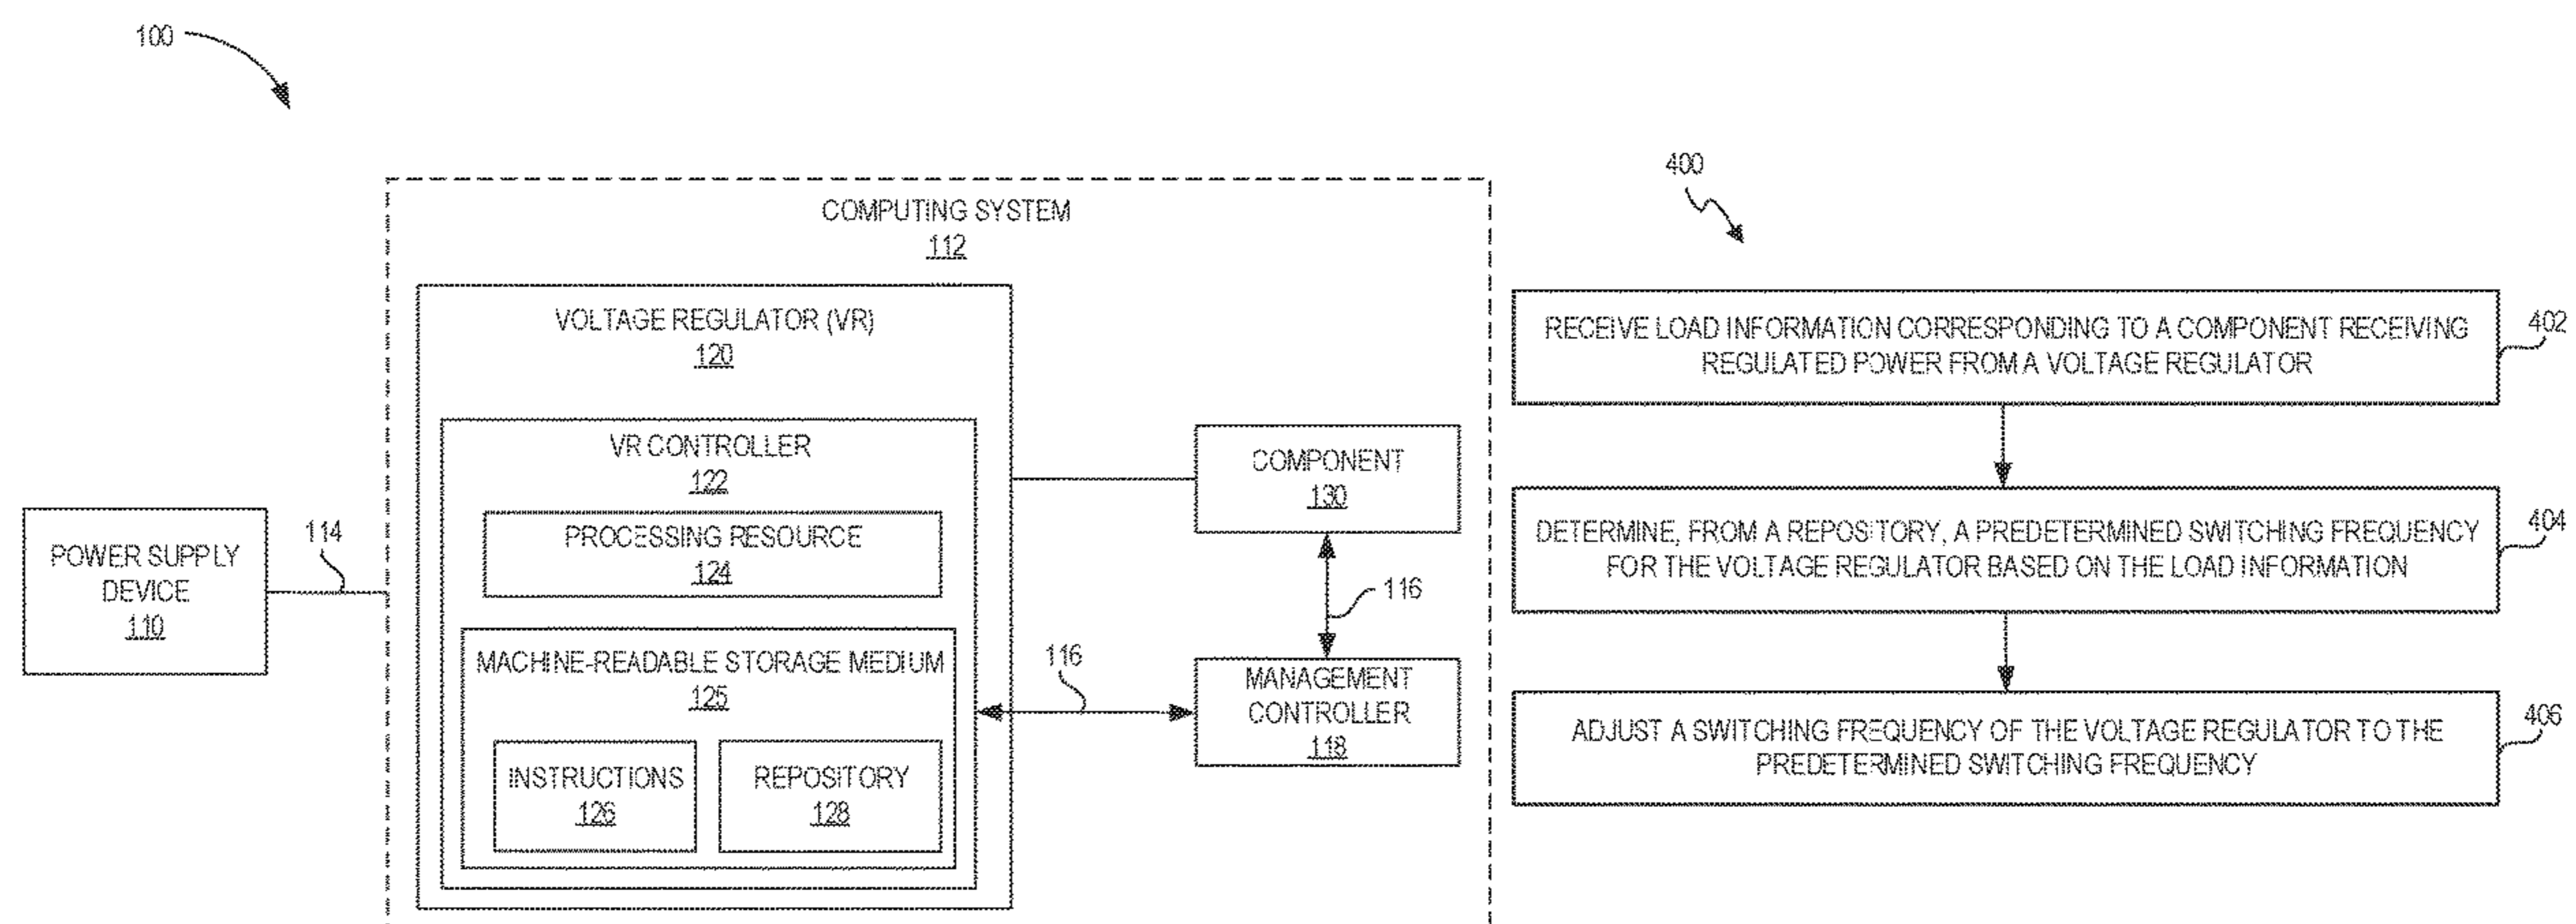 100
COMPUTING SYSTEM
112
VOLTAGE REGULATOR (VR)
120
VR CONTROLLER
122
PROCESSING RESOURCE
124
MACHINE-READABLE STORAGE MEDIUM
125
INSTRUCTIONS
126
REPOSITORY
128
POWER SUPPLY
DEVICE
110
114
COMPONENT
130
116
116
MANAGEMENT
CONTROLLER
118
400
RECEIVE LOAD INFORMATION CORRESPONDING TO A COMPONENT RECEIVING
REGULATED POWER FROM A VOLTAGE REGULATOR
402
DETERMINE, FROM A REPOSITORY, A PREDETERMINED SWITCHING FREQUENCY
FOR THE VOLTAGE REGULATOR BASED ON THE LOAD INFORMATION
404
ADJUST A SWITCHING FREQUENCY OF THE VOLTAGE REGULATOR TO THE
PREDETERMINED SWITCHING FREQUENCY
406